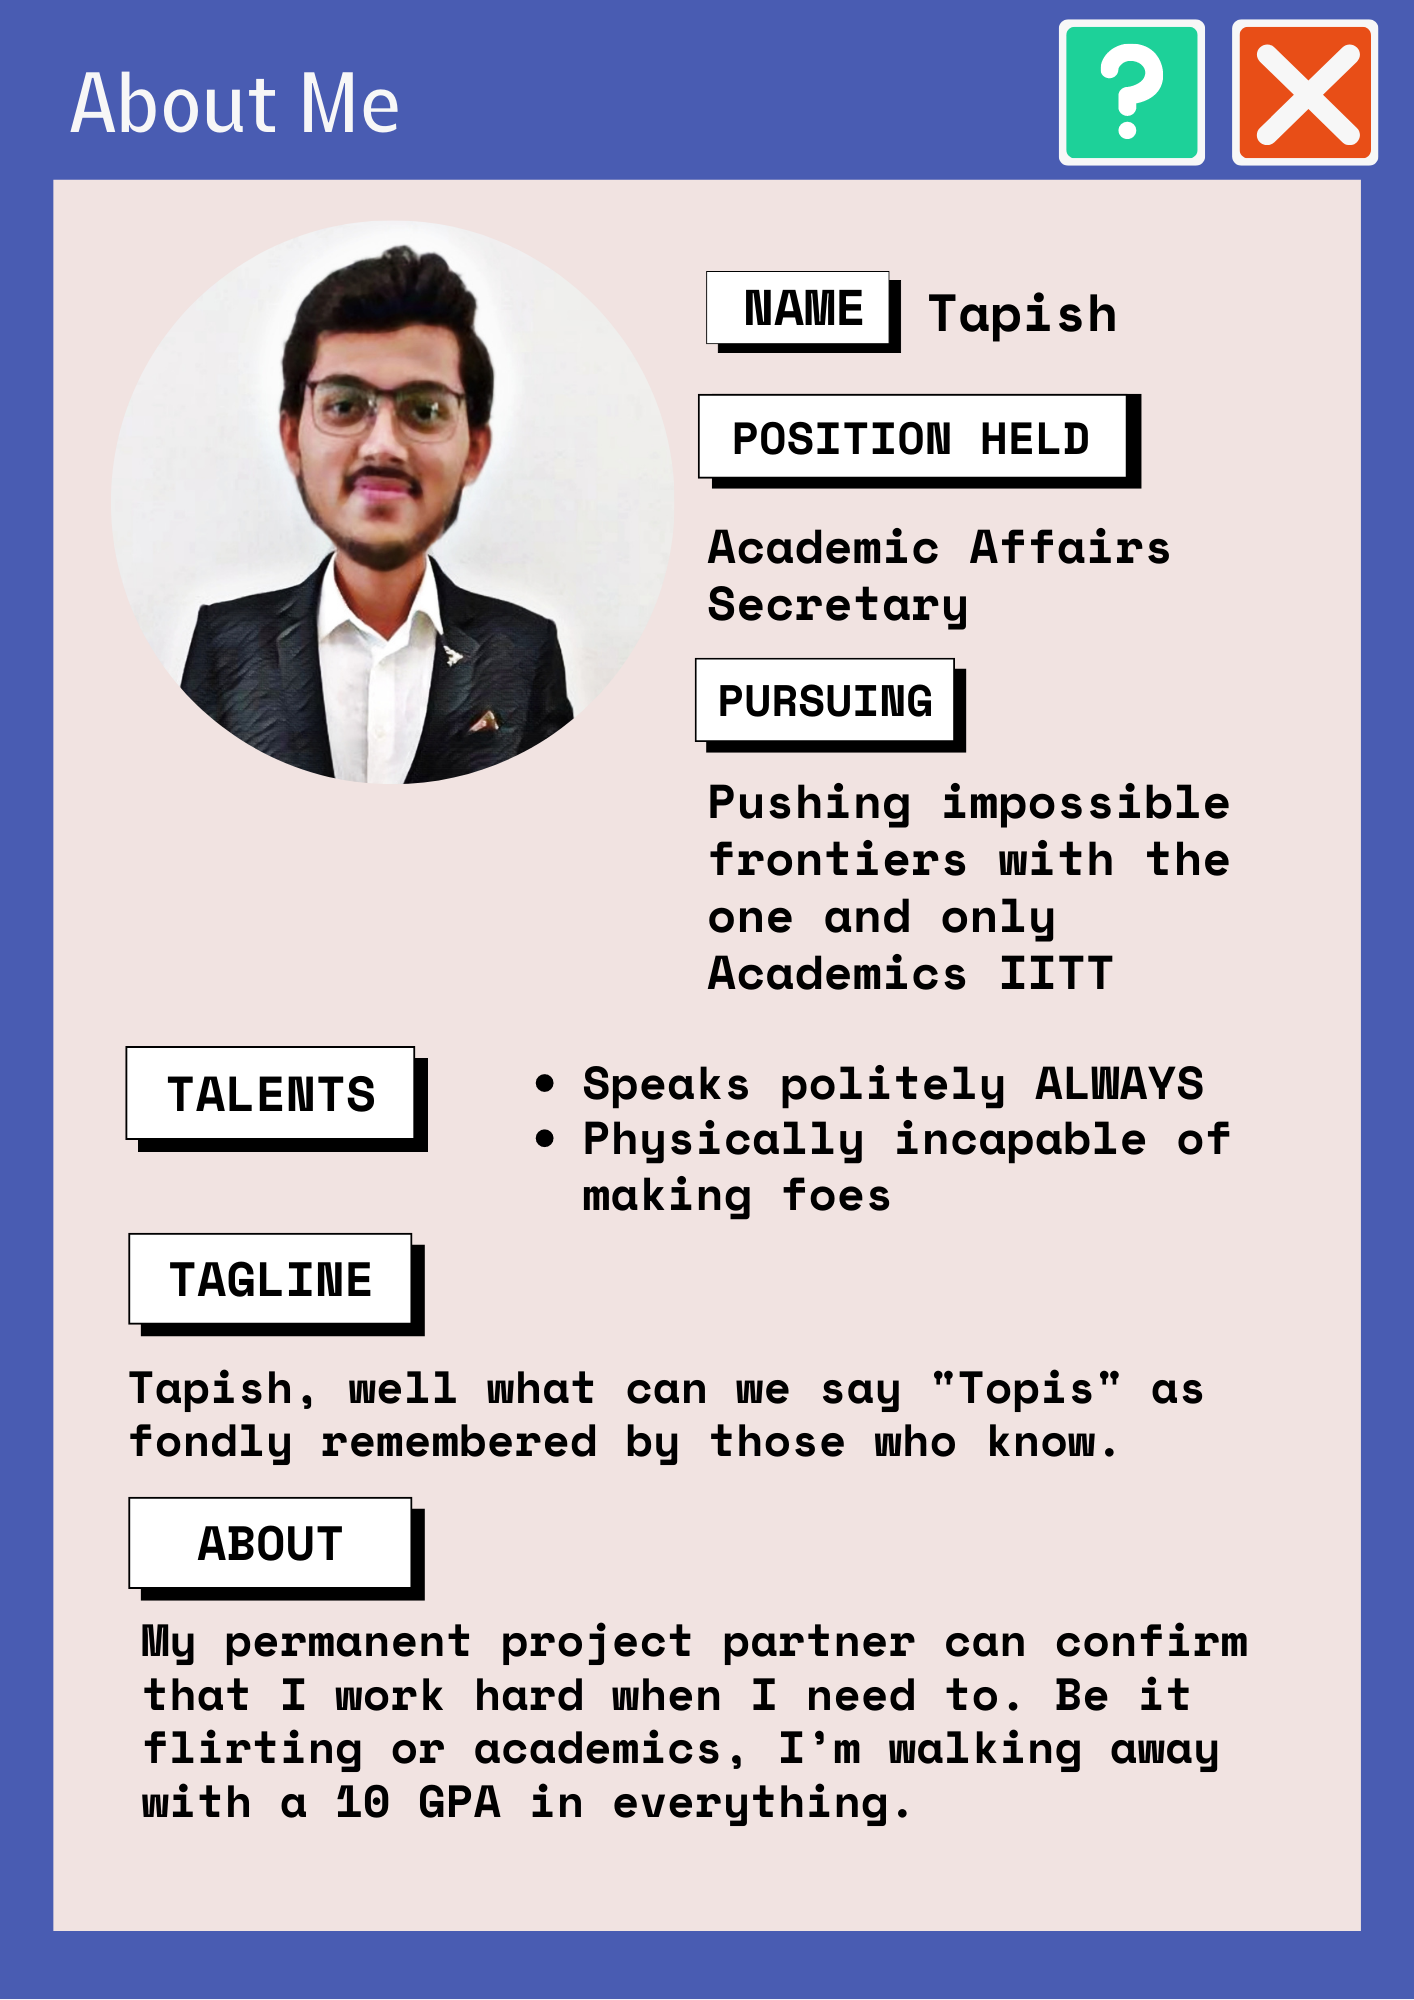 About Me
NAME Tapish
POSITION HELD
Academic Affairs
Secretary
PURSUING
Pushing impossible
frontiers with the
one and only
Academics IITT
TALENTS
• Speaks politely ALWAYS
• Physically incapable of
making foes
TAGLINE
Tapish, well what can we say "Topis" as
fondly remembered by those who know.
ABOUT
My permanent project partner can confirm
that I work hard when I need to. Be it
flirting or academics, I’m walking away
with a 10 GPA in everything.